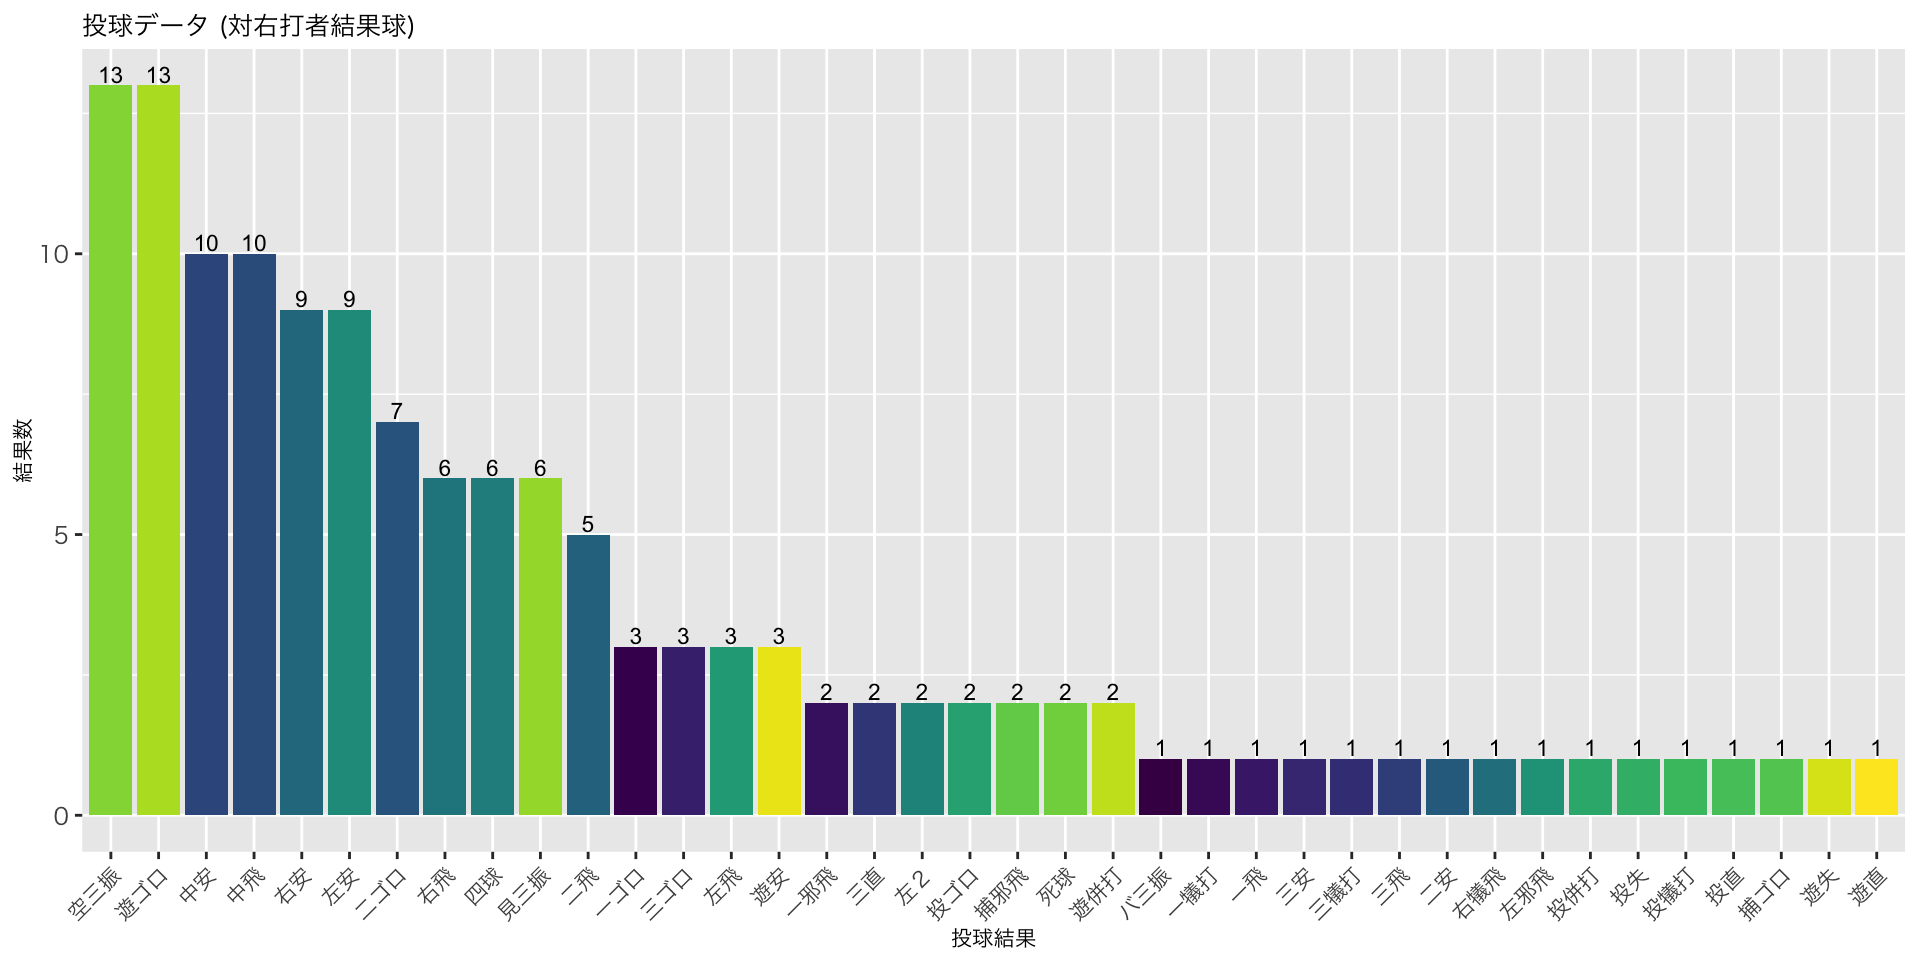 投球データ (対右打者結果球)
結果数
10
5
0
13 13 10 10 9 9 7 6 6 6 5 3 3 3 3 2 2 2 2 2 2 2 1 1 1 1 1 1 1 1 1 1 1 1 1 1 1 1
空三振 遊ゴロ 中安 中飛 右安 左安 二ゴロ 右飛 四球 見三振 二飛 一ゴロ 三ゴロ 左飛 遊安 一邪飛 三直 左２ 投ゴロ 捕邪飛 死球 遊併打 バ三振 一犠打 一飛 三安 三犠打 三飛 二安 右犠飛 左邪飛 投併打 投失 投犠打 投直 捕ゴロ 遊失 遊直
投球結果